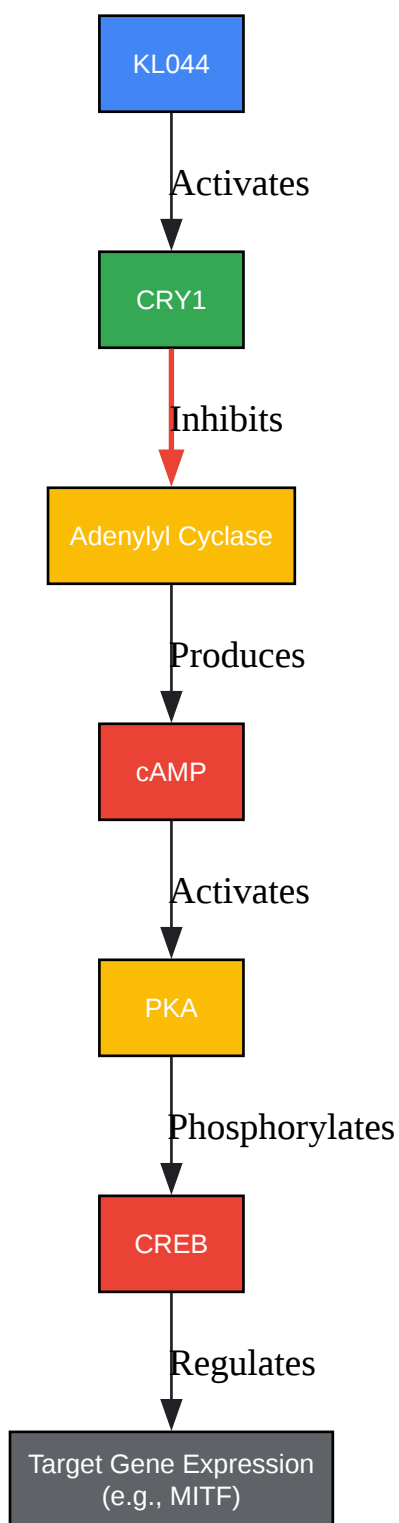 KL044
Activates
CRY1
Inhibits
Adenylyl Cyclase
Produces
cAMP
Activates
PKA
Phosphorylates
CREB
Regulates
Target Gene Expression
(e.g., MITF)